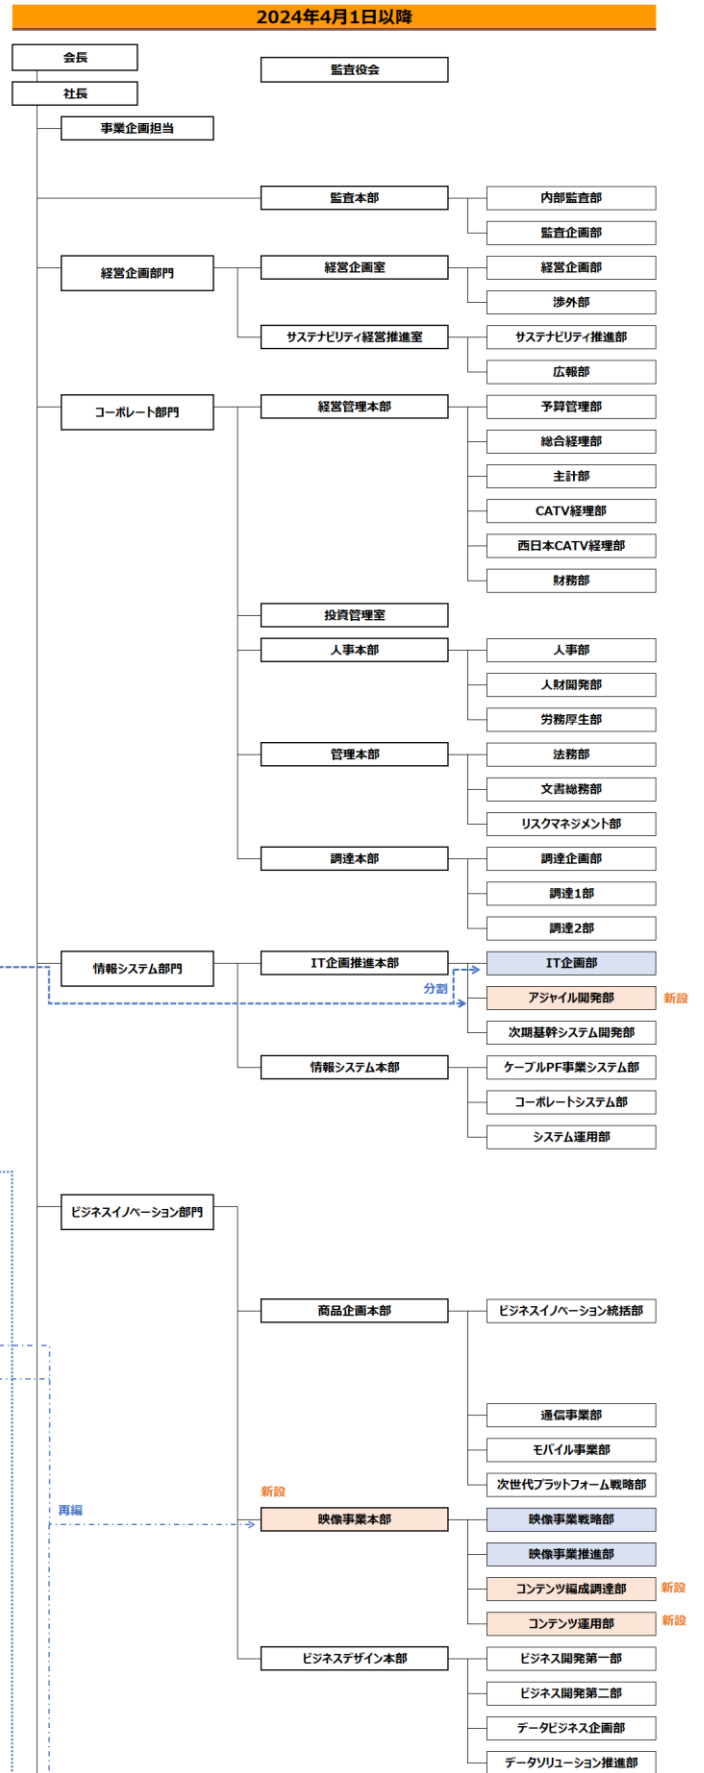 2024年4月1日以降
会長
監査役会
社長
事業企画担当
監査本部
内部監査部
監査企画部
経営企画部門
経営企画室
経営企画部
渉外部
サステナビリティ経営推進室
サステナビリティ推進部
広報部
コーポレート部門
経営管理本部
予算管理部
総合経理部
主計部
CATV経理部
西日本CATV経理部
財務部
投資管理室
人事本部
人事部
人財開発部
労務厚生部
管理本部
法務部
文書総務部
リスクマネジメント部
調達本部
調達企画部
調達1部
調達2部
情報システム部門
IT企画推進本部
IT企画部
分割
アジャイル開発部
新設
次期基幹システム開発部
情報システム本部
ケーブルPF事業システム部
コーポレートシステム部
システム運用部
ビジネスイノベーション部門
商品企画本部
ビジネスイノベーション統括部
通信事業部
モバイル事業部
次世代プラットフォーム戦略部
新設
再編
映像事業本部
映像事業戦略部
映像事業推進部
コンテンツ編成調達部
新設
コンテンツ運用部
新設
ビジネスデザイン本部
ビジネス開発第一部
ビジネス開発第二部
データビジネス企画部
データソリューション推進部